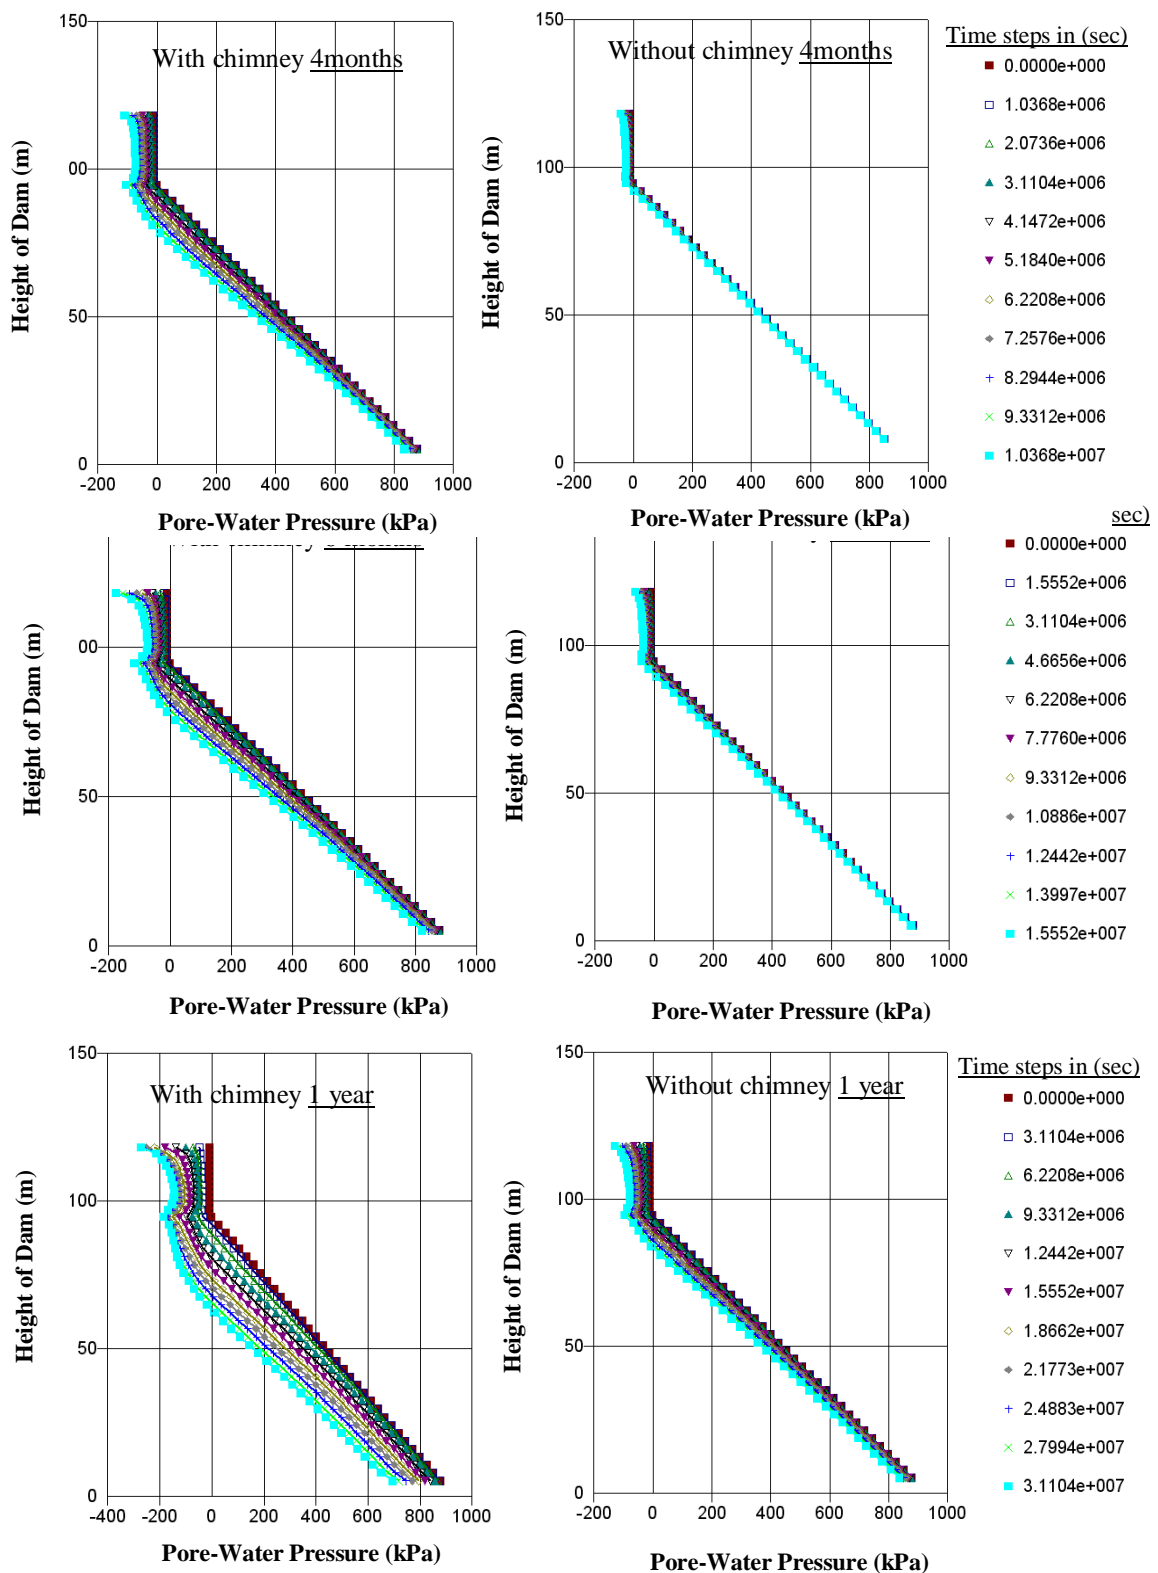 150
With chimney 4months
00
50
0
-200 0 200 400 600 800 1000
Height of Dam (m)
Pore-Water Pressure (kPa)
150
Without chimney 4months
100
50
0
-200 0 200 400 600 800 1000
Height of Dam (m)
Pore-Water Pressure (kPa)
Time steps in (sec)
0.0000e+000
1.0368e+006
2.0736e+006
3.1104e+006
4.1472e+006
5.1840e+006
6.2208e+006
7.2576e+006
8.2944e+006
9.3312e+006
1.0368e+007
00
50
0
-200 0 200 400 600 800 1000
Height of Dam (m)
Pore-Water Pressure (kPa)
100
50
0
-200 0 200 400 600 800 1000
Height of Dam (m)
Pore-Water Pressure (kPa)
sec)
0.0000e+000
1.5552e+006
3.1104e+006
4.6656e+006
6.2208e+006
7.7760e+006
9.3312e+006
1.0886e+007
1.2442e+007
1.3997e+007
1.5552e+007
150
With chimney 1 year
100
50
0
-400 -200 0 200 400 600 800 1000
Height of Dam (m)
Pore-Water Pressure (kPa)
150
Without chimney 1 year
100
50
0
-200 0 200 400 600 800 1000
Height of Dam (m)
Pore-Water Pressure (kPa)
Time steps in (sec)
0.0000e+000
3.1104e+006
6.2208e+006
9.3312e+006
1.2442e+007
1.5552e+007
1.8662e+007
2.1773e+007
2.4883e+007
2.7994e+007
3.1104e+007